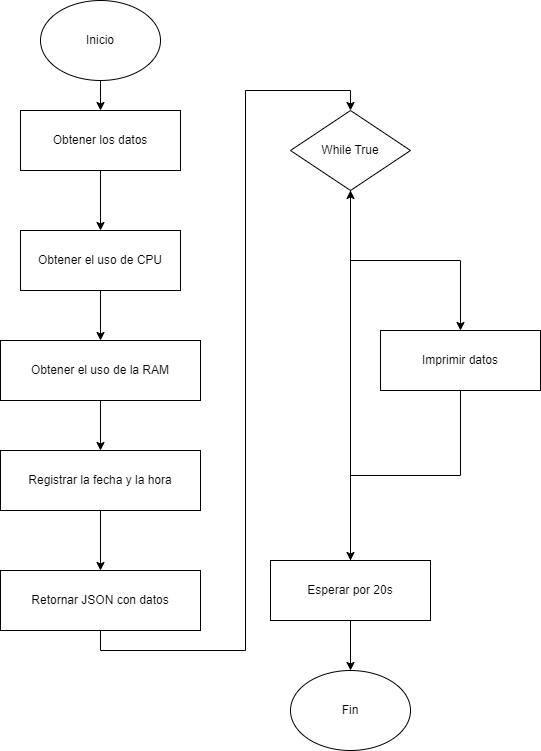 Inicio
Obtener los datos
Obtener el uso de CPU
Obtener el uso de la RAM
Registrar la fecha y la hora
Retornar JSON con datos
While True
Imprimir datos
Esperar por 20s
Fin